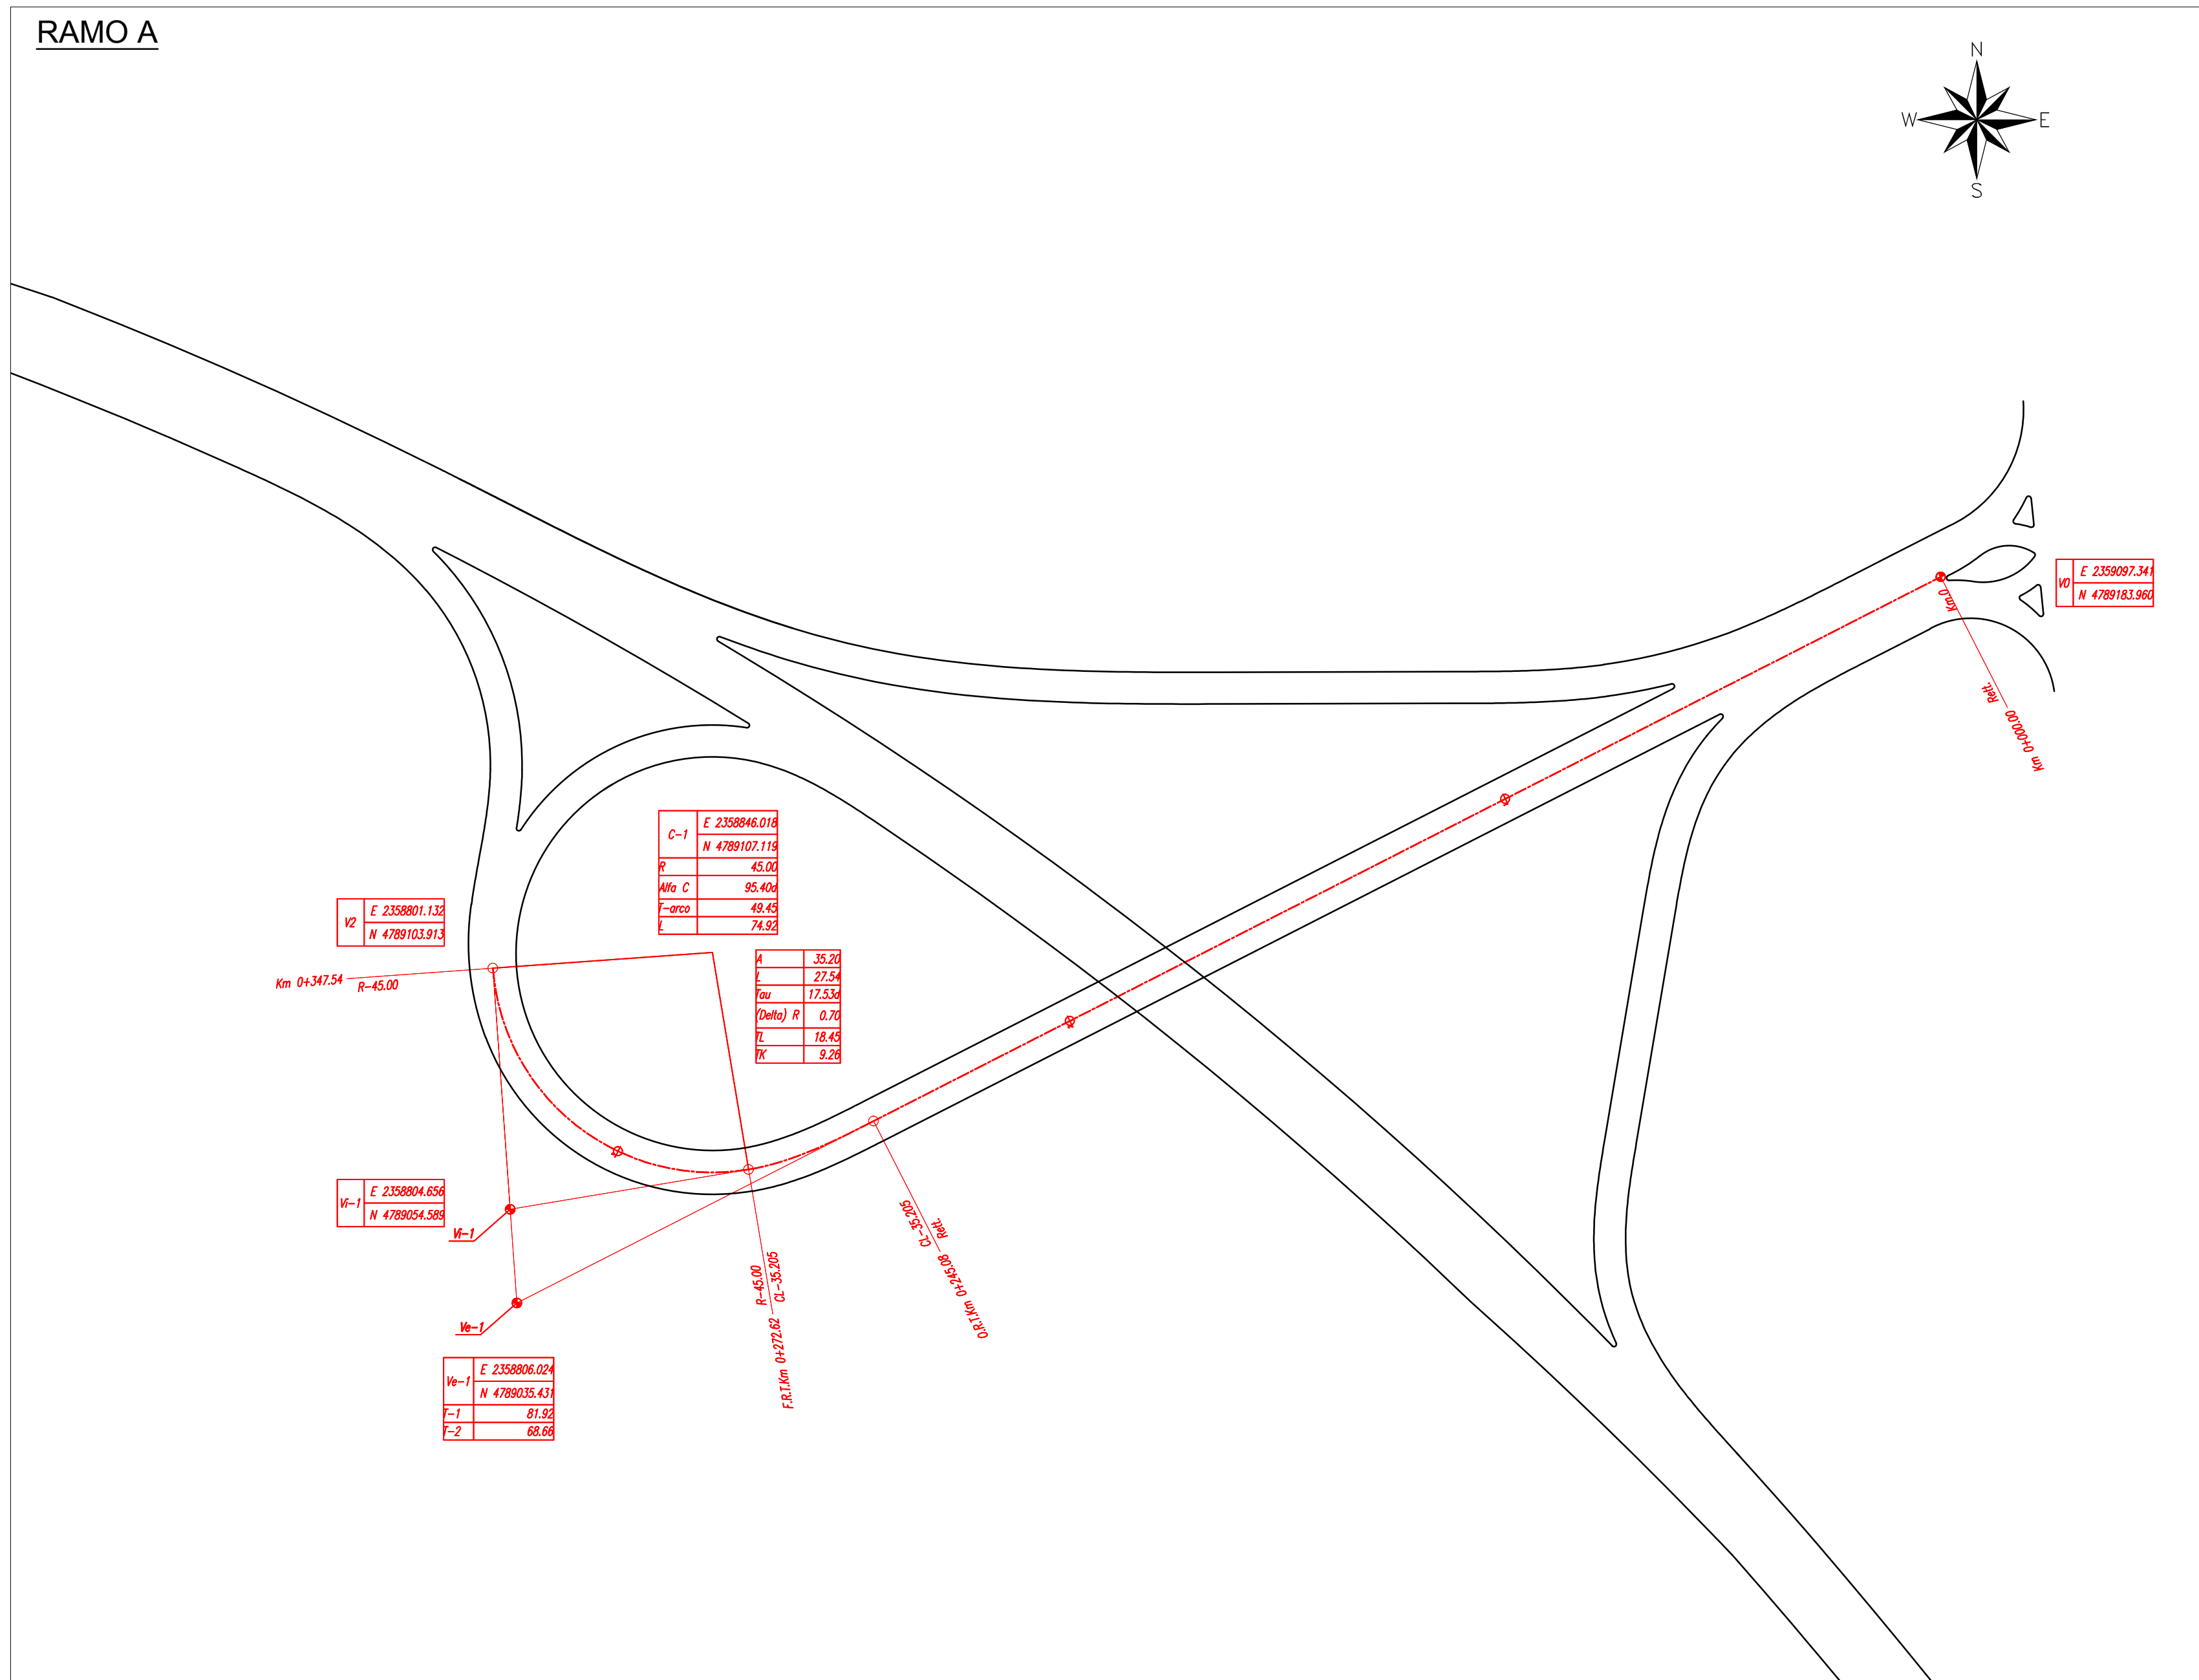 RAMO A
N
W
E
S
V0
E 2359097.341
N 4789183.960
Km.0
Rett.
Km 0+000.00
C-1
E 2358846.018
N 4789107.119
R 45.00
Alfa C 95.40d
T-arco 49.45
L 74.92
V2
E 2358801.132
N 4789103.913
A 35.20
L 27.54
Tau 17.53d
(Delta) R 0.70
TL 18.45
TK 9.26
Km 0+347.54
R-45.00
Vi-1
E 2358804.656
N 4789054.589
Vi-1
CL-35.205
Rett.
O.R.T.Km 0+245.08
R-45.00
CL-35.205
F.R.T.Km 0+272.62
Ve-1
Ve-1
E 2358806.024
N 4789035.431
T-1 81.92
T-2 68.66